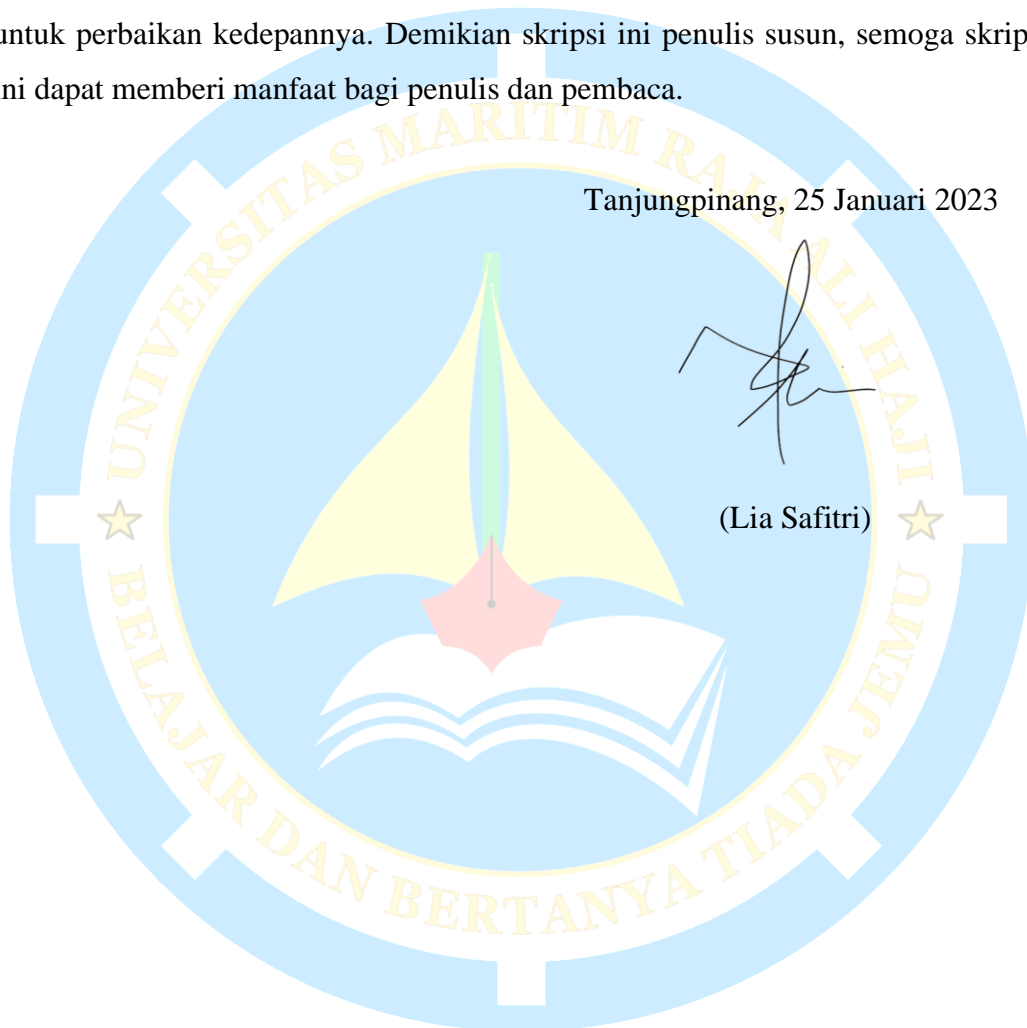 untuk perbaikan kedepannya. Demikian skripsi ini penulis susun, semoga skrip
ini dapat memberi manfaat bagi penulis dan pembaca.
Tanjungpinang, 25 Januari 2023
(Lia Safitri)
UNIVERSITAS MARITIM RAJA ALI HAJI
BELAJAR DAN BERTANYA TIADA JEMU